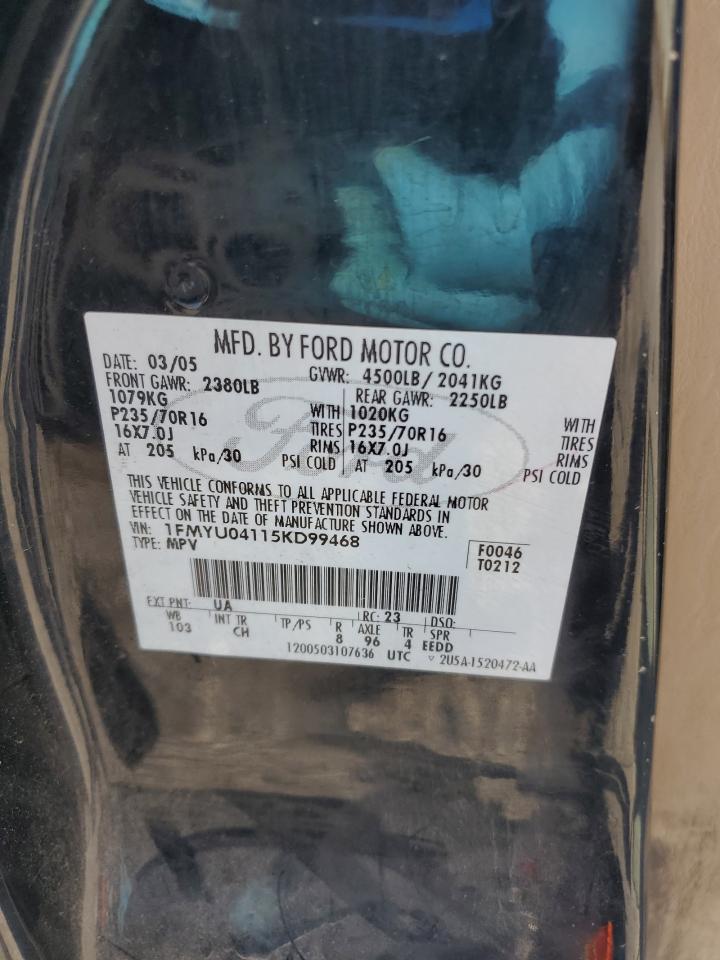 MFD. BY FORD MOTOR CO.
DATE: 03/05 GVWR: 4500LB/ 2041KG
FRONT GAWR: 2380LB REAR GAWR: 2250LB
1079KG WITH 1020KG WITH
P235/70R16 TIRES P235/70R16 TIRES
16X7.0J RIMS 16X7.0J RIMS
AT 205 kPa/30 PSI COLD AT 205 kPa/30 PSI COLD
Ford
THIS VEHICLE CONFORMS TO ALL APPLICABLE FEDERAL MOTOR
VEHICLE SAFETY AND THEFT PREVENTION STANDARDS IN
EFFECT ON THE DATE OF MANUFACTURE SHOWN ABOVE.
VIN: 1FMYU04115KD99468
TYPE: MPV
F0046
T0212
EXT PNT: UA RC: 23 DSO:
WB INT TR TP/PS R AXLE TR SPR
103 CH 8 96 4 EEDD
1200503107636 UTC ▽ 2U5A-1520472-AA